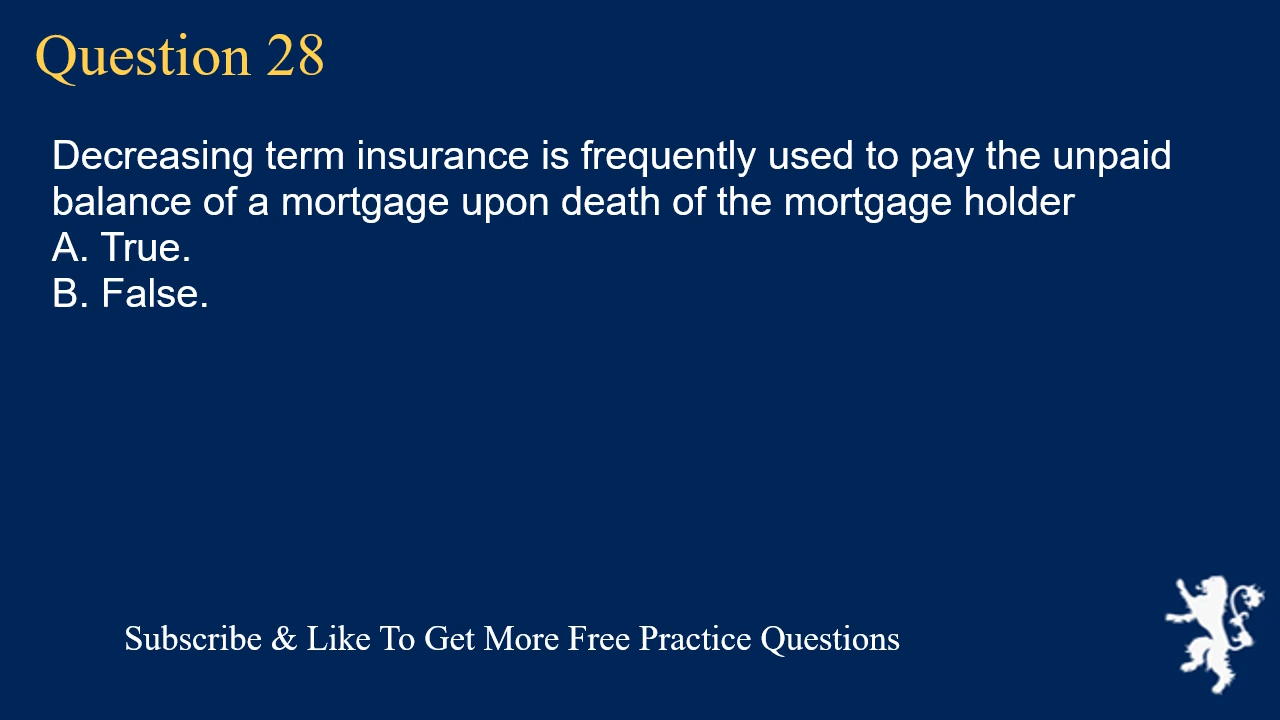 Question 28
Decreasing term insurance is frequently used to pay the unpaid
balance of a mortgage upon death of the mortgage holder
A. True.
B. False.
Subscribe & Like To Get More Free Practice Questions